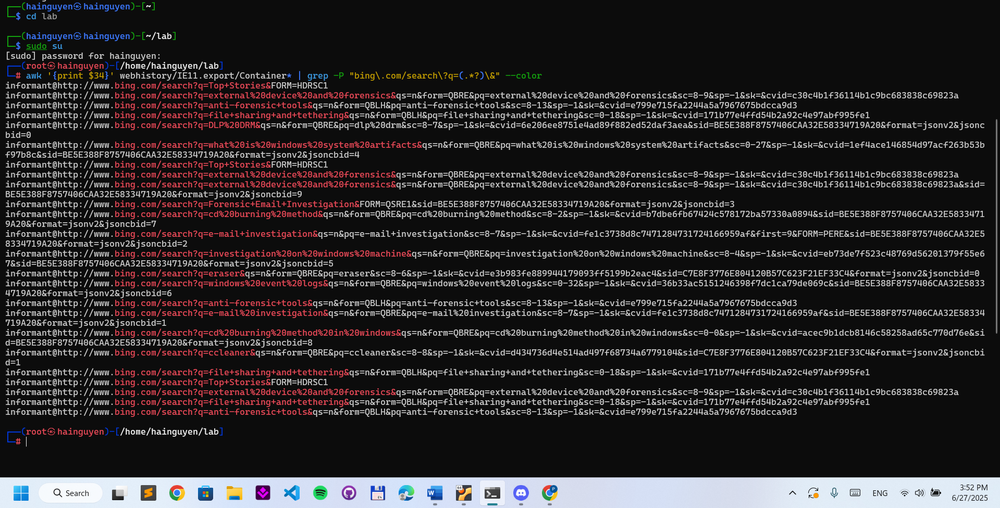 ┌──(hainguyen㉿hainguyen)-[~]
└─$ cd lab
┌──(hainguyen㉿hainguyen)-[~/lab]
└─$ sudo su
[sudo] password for hainguyen:
┌──(root㉿hainguyen)-[/home/hainguyen/lab]
└─# awk '{print $34}' webhistory/IE11.export/Container* | grep -P "bing\.com/search\?q=(.*?)\&" --color
informant@http://www.bing.com/search?q=Top+Stories&FORM=HDRSC1
informant@http://www.bing.com/search?q=external%20device%20and%20forensics&qs=n&form=QBRE&pq=external%20device%20and%20forensics&sc=8-9&sp=-1&sk=&cvid=c30c4b1f36114b1c9bc683838c69823a
informant@http://www.bing.com/search?q=anti-forensic+tools&qs=n&form=QBLH&pq=anti-forensic+tools&sc=8-13&sp=-1&sk=&cvid=e799e715fa2244a5a7967675bdcca9d3
informant@http://www.bing.com/search?q=file+sharing+and+tethering&qs=n&form=QBLH&pq=file+sharing+and+tethering&sc=0-18&sp=-1&sk=&cvid=171b77e4ffd54b2a92c4e97abf995fe1
informant@http://www.bing.com/search?q=DLP%20DRM&qs=n&form=QBRE&pq=dlp%20drm&sc=8-7&sp=-1&sk=&cvid=6e206ee8751e4ad89f882ed52daf3aea&sid=BE5E388F8757406CAA32E58334719A20&format=jsonv2&jsonc
bid=0
informant@http://www.bing.com/search?q=what%20is%20windows%20system%20artifacts&qs=n&form=QBRE&pq=what%20is%20windows%20system%20artifacts&sc=0-27&sp=-1&sk=&cvid=1ef4ace146854d97acf263b53b
f97b8c&sid=BE5E388F8757406CAA32E58334719A20&format=jsonv2&jsoncbid=4
informant@http://www.bing.com/search?q=Top+Stories&FORM=HDRSC1
informant@http://www.bing.com/search?q=external%20device%20and%20forensics&qs=n&form=QBRE&pq=external%20device%20and%20forensics&sc=8-9&sp=-1&sk=&cvid=c30c4b1f36114b1c9bc683838c69823a
informant@http://www.bing.com/search?q=external%20device%20and%20forensics&qs=n&form=QBRE&pq=external%20device%20and%20forensics&sc=8-9&sp=-1&sk=&cvid=c30c4b1f36114b1c9bc683838c69823a&sid=
BE5E388F8757406CAA32E58334719A20&format=jsonv2&jsoncbid=9
informant@http://www.bing.com/search?q=Forensic+Email+Investigation&FORM=QSRE1&sid=BE5E388F8757406CAA32E58334719A20&format=jsonv2&jsoncbid=3
informant@http://www.bing.com/search?q=cd%20burning%20method&qs=n&form=QBRE&pq=cd%20burning%20method&sc=8-2&sp=-1&sk=&cvid=b7dbe6fb67424c578172ba57330a0894&sid=BE5E388F8757406CAA32E5833471
9A20&format=jsonv2&jsoncbid=7
informant@http://www.bing.com/search?q=e-mail+investigation&qs=n&pq=e-mail+investigation&sc=8-7&sp=-1&sk=&cvid=fe1c3738d8c7471284731724166959af&first=9&FORM=PERE&sid=BE5E388F8757406CAA32E5
8334719A20&format=jsonv2&jsoncbid=2
informant@http://www.bing.com/search?q=investigation%20on%20windows%20machine&qs=n&form=QBRE&pq=investigation%20on%20windows%20machine&sc=8-4&sp=-1&sk=&cvid=eb73de7f523c48769d56201379f55e6
7&sid=BE5E388F8757406CAA32E58334719A20&format=jsonv2&jsoncbid=5
informant@http://www.bing.com/search?q=eraser&qs=n&form=QBRE&pq=eraser&sc=8-6&sp=-1&sk=&cvid=e3b983fe889944179093ff5199b2eac4&sid=C7E8F3776E804120B57C623F21EF33C4&format=jsonv2&jsoncbid=0
informant@http://www.bing.com/search?q=windows%20event%20logs&qs=n&form=QBRE&pq=windows%20event%20logs&sc=0-32&sp=-1&sk=&cvid=36b33ac5151246398f7dc1ca79de069c&sid=BE5E388F8757406CAA32E5833
4719A20&format=jsonv2&jsoncbid=6
informant@http://www.bing.com/search?q=anti-forensic+tools&qs=n&form=QBLH&pq=anti-forensic+tools&sc=8-13&sp=-1&sk=&cvid=e799e715fa2244a5a7967675bdcca9d3
informant@http://www.bing.com/search?q=e-mail%20investigation&qs=n&form=QBRE&pq=e-mail%20investigation&sc=8-7&sp=-1&sk=&cvid=fe1c3738d8c7471284731724166959af&sid=BE5E388F8757406CAA32E58334
719A20&format=jsonv2&jsoncbid=1
informant@http://www.bing.com/search?q=cd%20burning%20method%20in%20windows&qs=n&form=QBRE&pq=cd%20burning%20method%20in%20windows&sc=0-0&sp=-1&sk=&cvid=acec9b1dcb8146c58258ad65c770d76e&si
d=BE5E388F8757406CAA32E58334719A20&format=jsonv2&jsoncbid=8
informant@http://www.bing.com/search?q=ccleaner&qs=n&form=QBRE&pq=ccleaner&sc=8-8&sp=-1&sk=&cvid=d434736d4e514ad497f68734a6779104&sid=C7E8F3776E804120B57C623F21EF33C4&format=jsonv2&jsoncbi
d=1
informant@http://www.bing.com/search?q=file+sharing+and+tethering&qs=n&form=QBLH&pq=file+sharing+and+tethering&sc=0-18&sp=-1&sk=&cvid=171b77e4ffd54b2a92c4e97abf995fe1
informant@http://www.bing.com/search?q=Top+Stories&FORM=HDRSC1
informant@http://www.bing.com/search?q=external%20device%20and%20forensics&qs=n&form=QBRE&pq=external%20device%20and%20forensics&sc=8-9&sp=-1&sk=&cvid=c30c4b1f36114b1c9bc683838c69823a
informant@http://www.bing.com/search?q=file+sharing+and+tethering&qs=n&form=QBLH&pq=file+sharing+and+tethering&sc=0-18&sp=-1&sk=&cvid=171b77e4ffd54b2a92c4e97abf995fe1
informant@http://www.bing.com/search?q=anti-forensic+tools&qs=n&form=QBLH&pq=anti-forensic+tools&sc=8-13&sp=-1&sk=&cvid=e799e715fa2244a5a7967675bdcca9d3
┌──(root㉿hainguyen)-[/home/hainguyen/lab]
└─#
Search
64
W
64
P
ENG
3:52 PM
6/27/2025